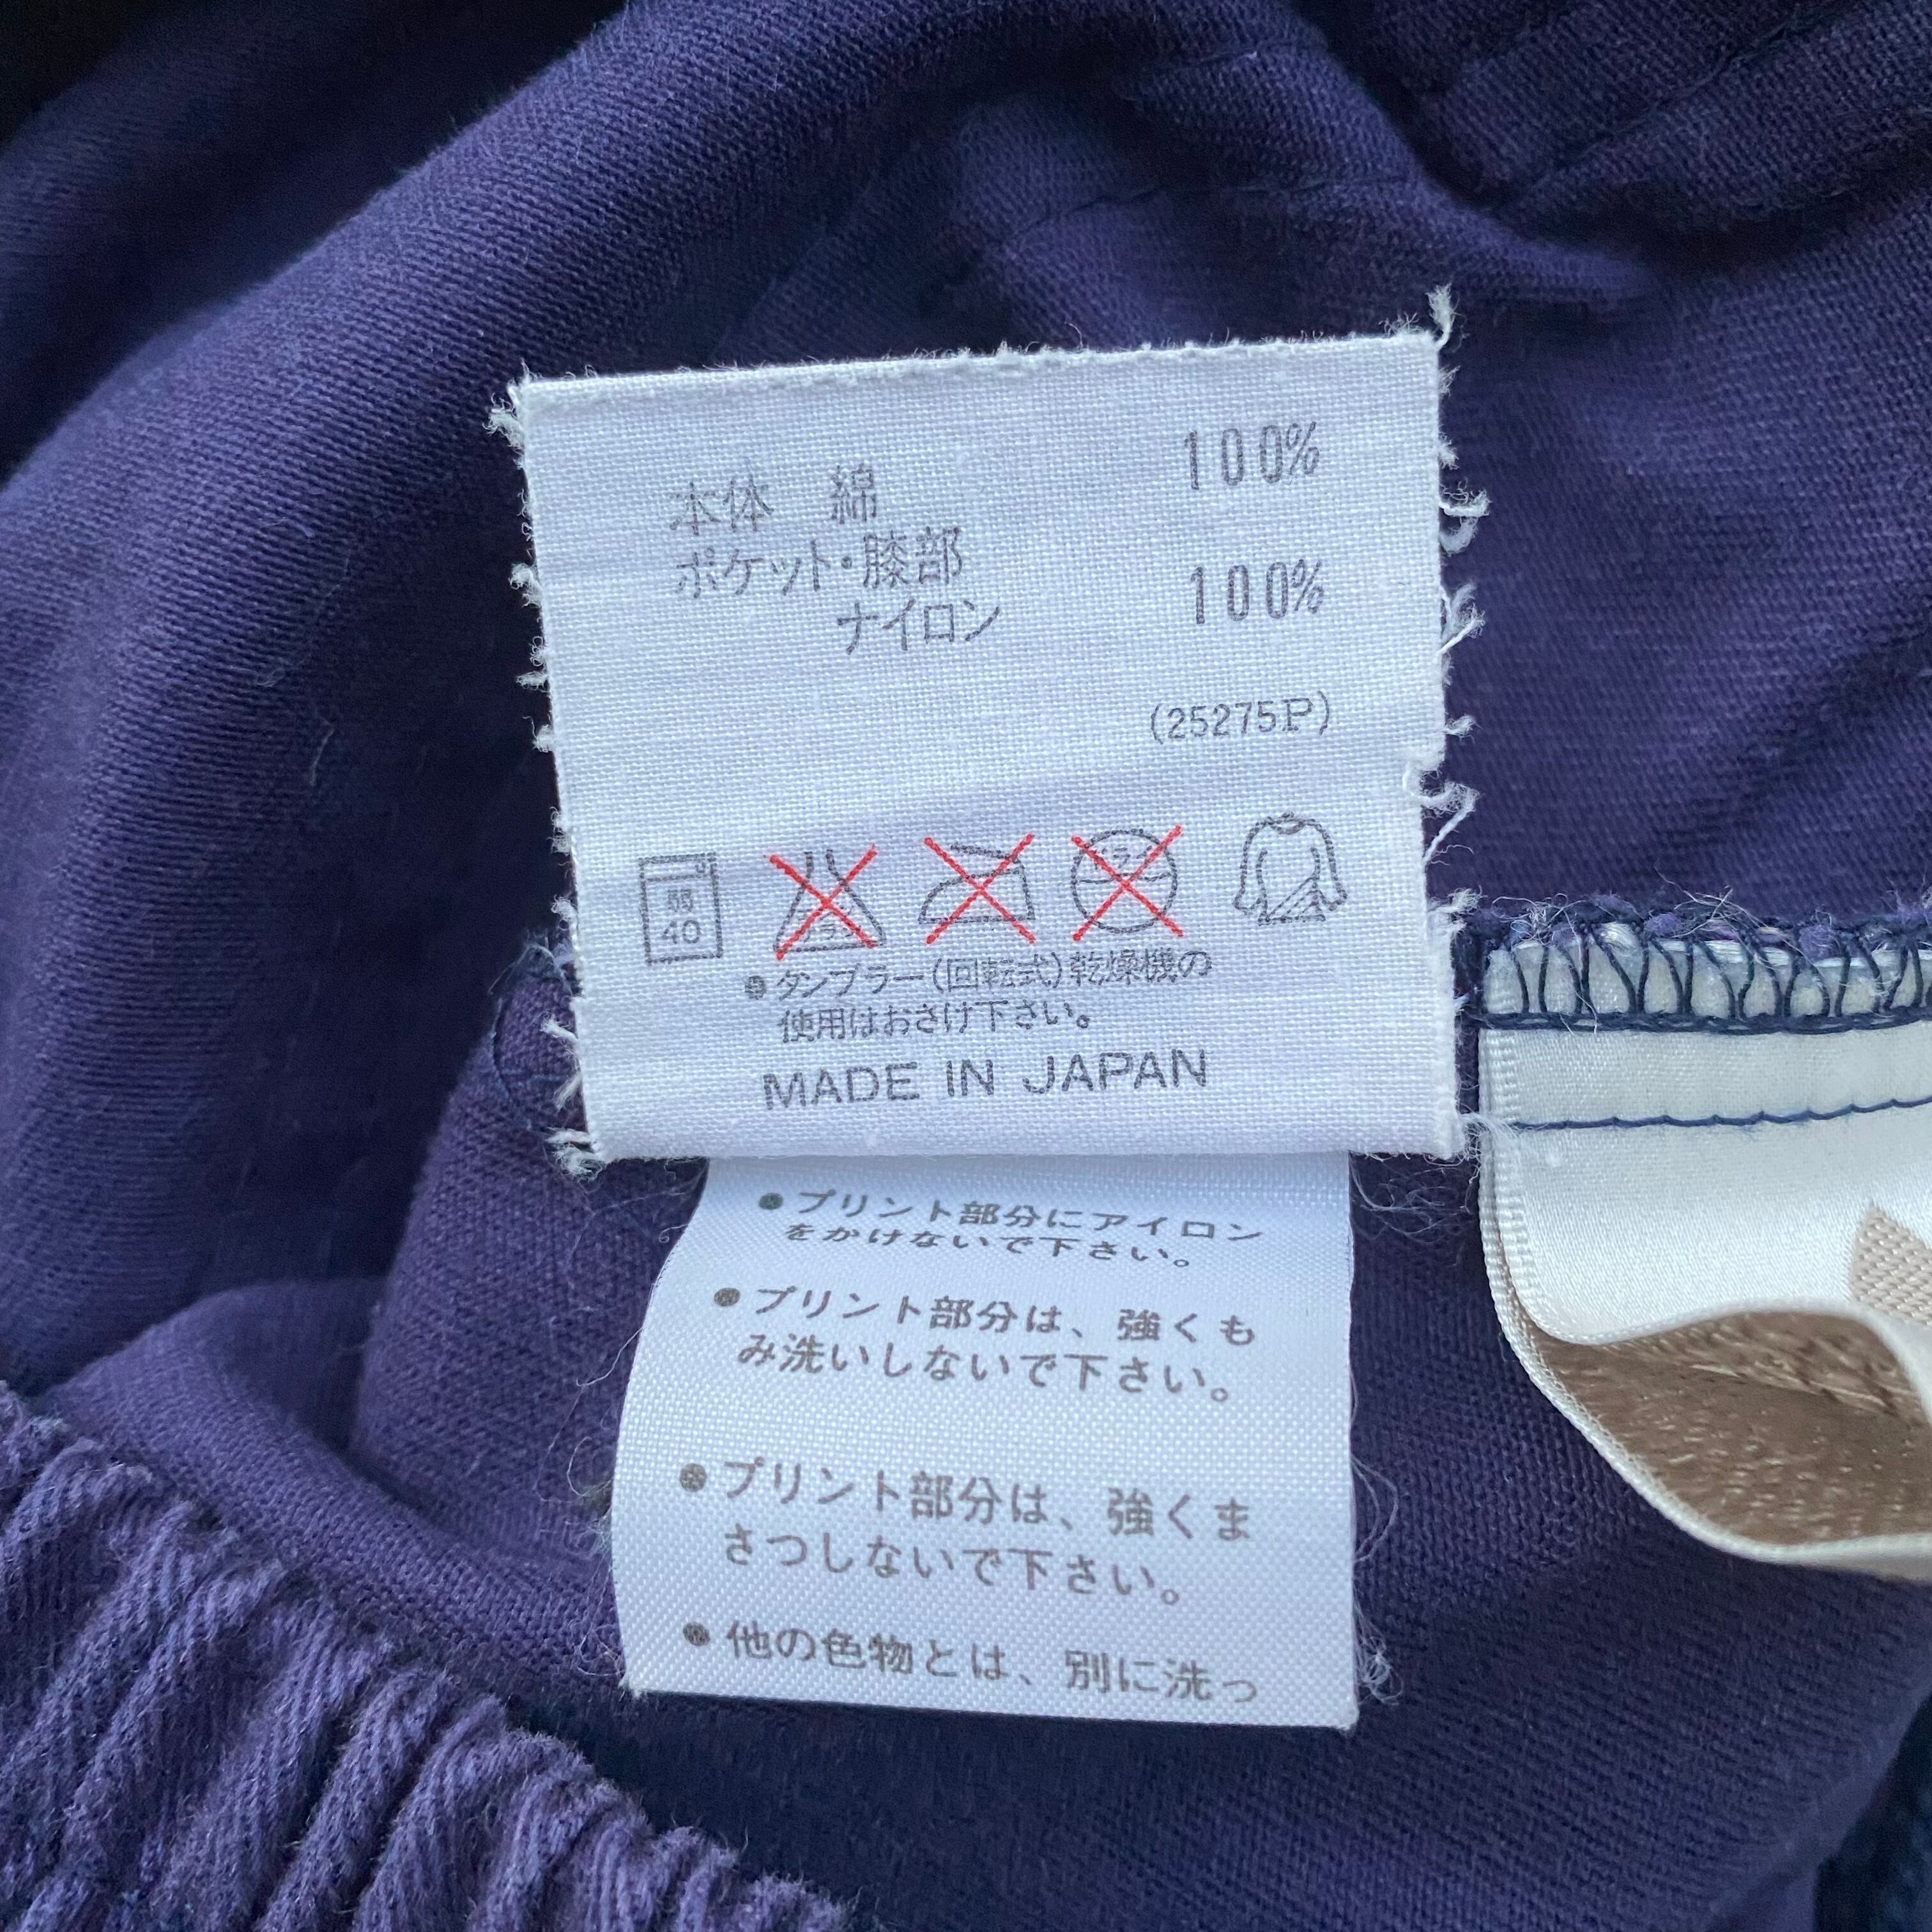 本体 綿 100%
ポケット・膝部
ナイロン 100%
(25275P)
40
●タンブラー(回転式)乾燥機の
使用はおさけ下さい。
MADE IN JAPAN
●プリント部分にアイロン
をかけないで下さい。
●プリント部分は、強くも
み洗いしないで下さい。
●プリント部分は、強くま
さつしないで下さい。
●他の色物とは、別に洗っ